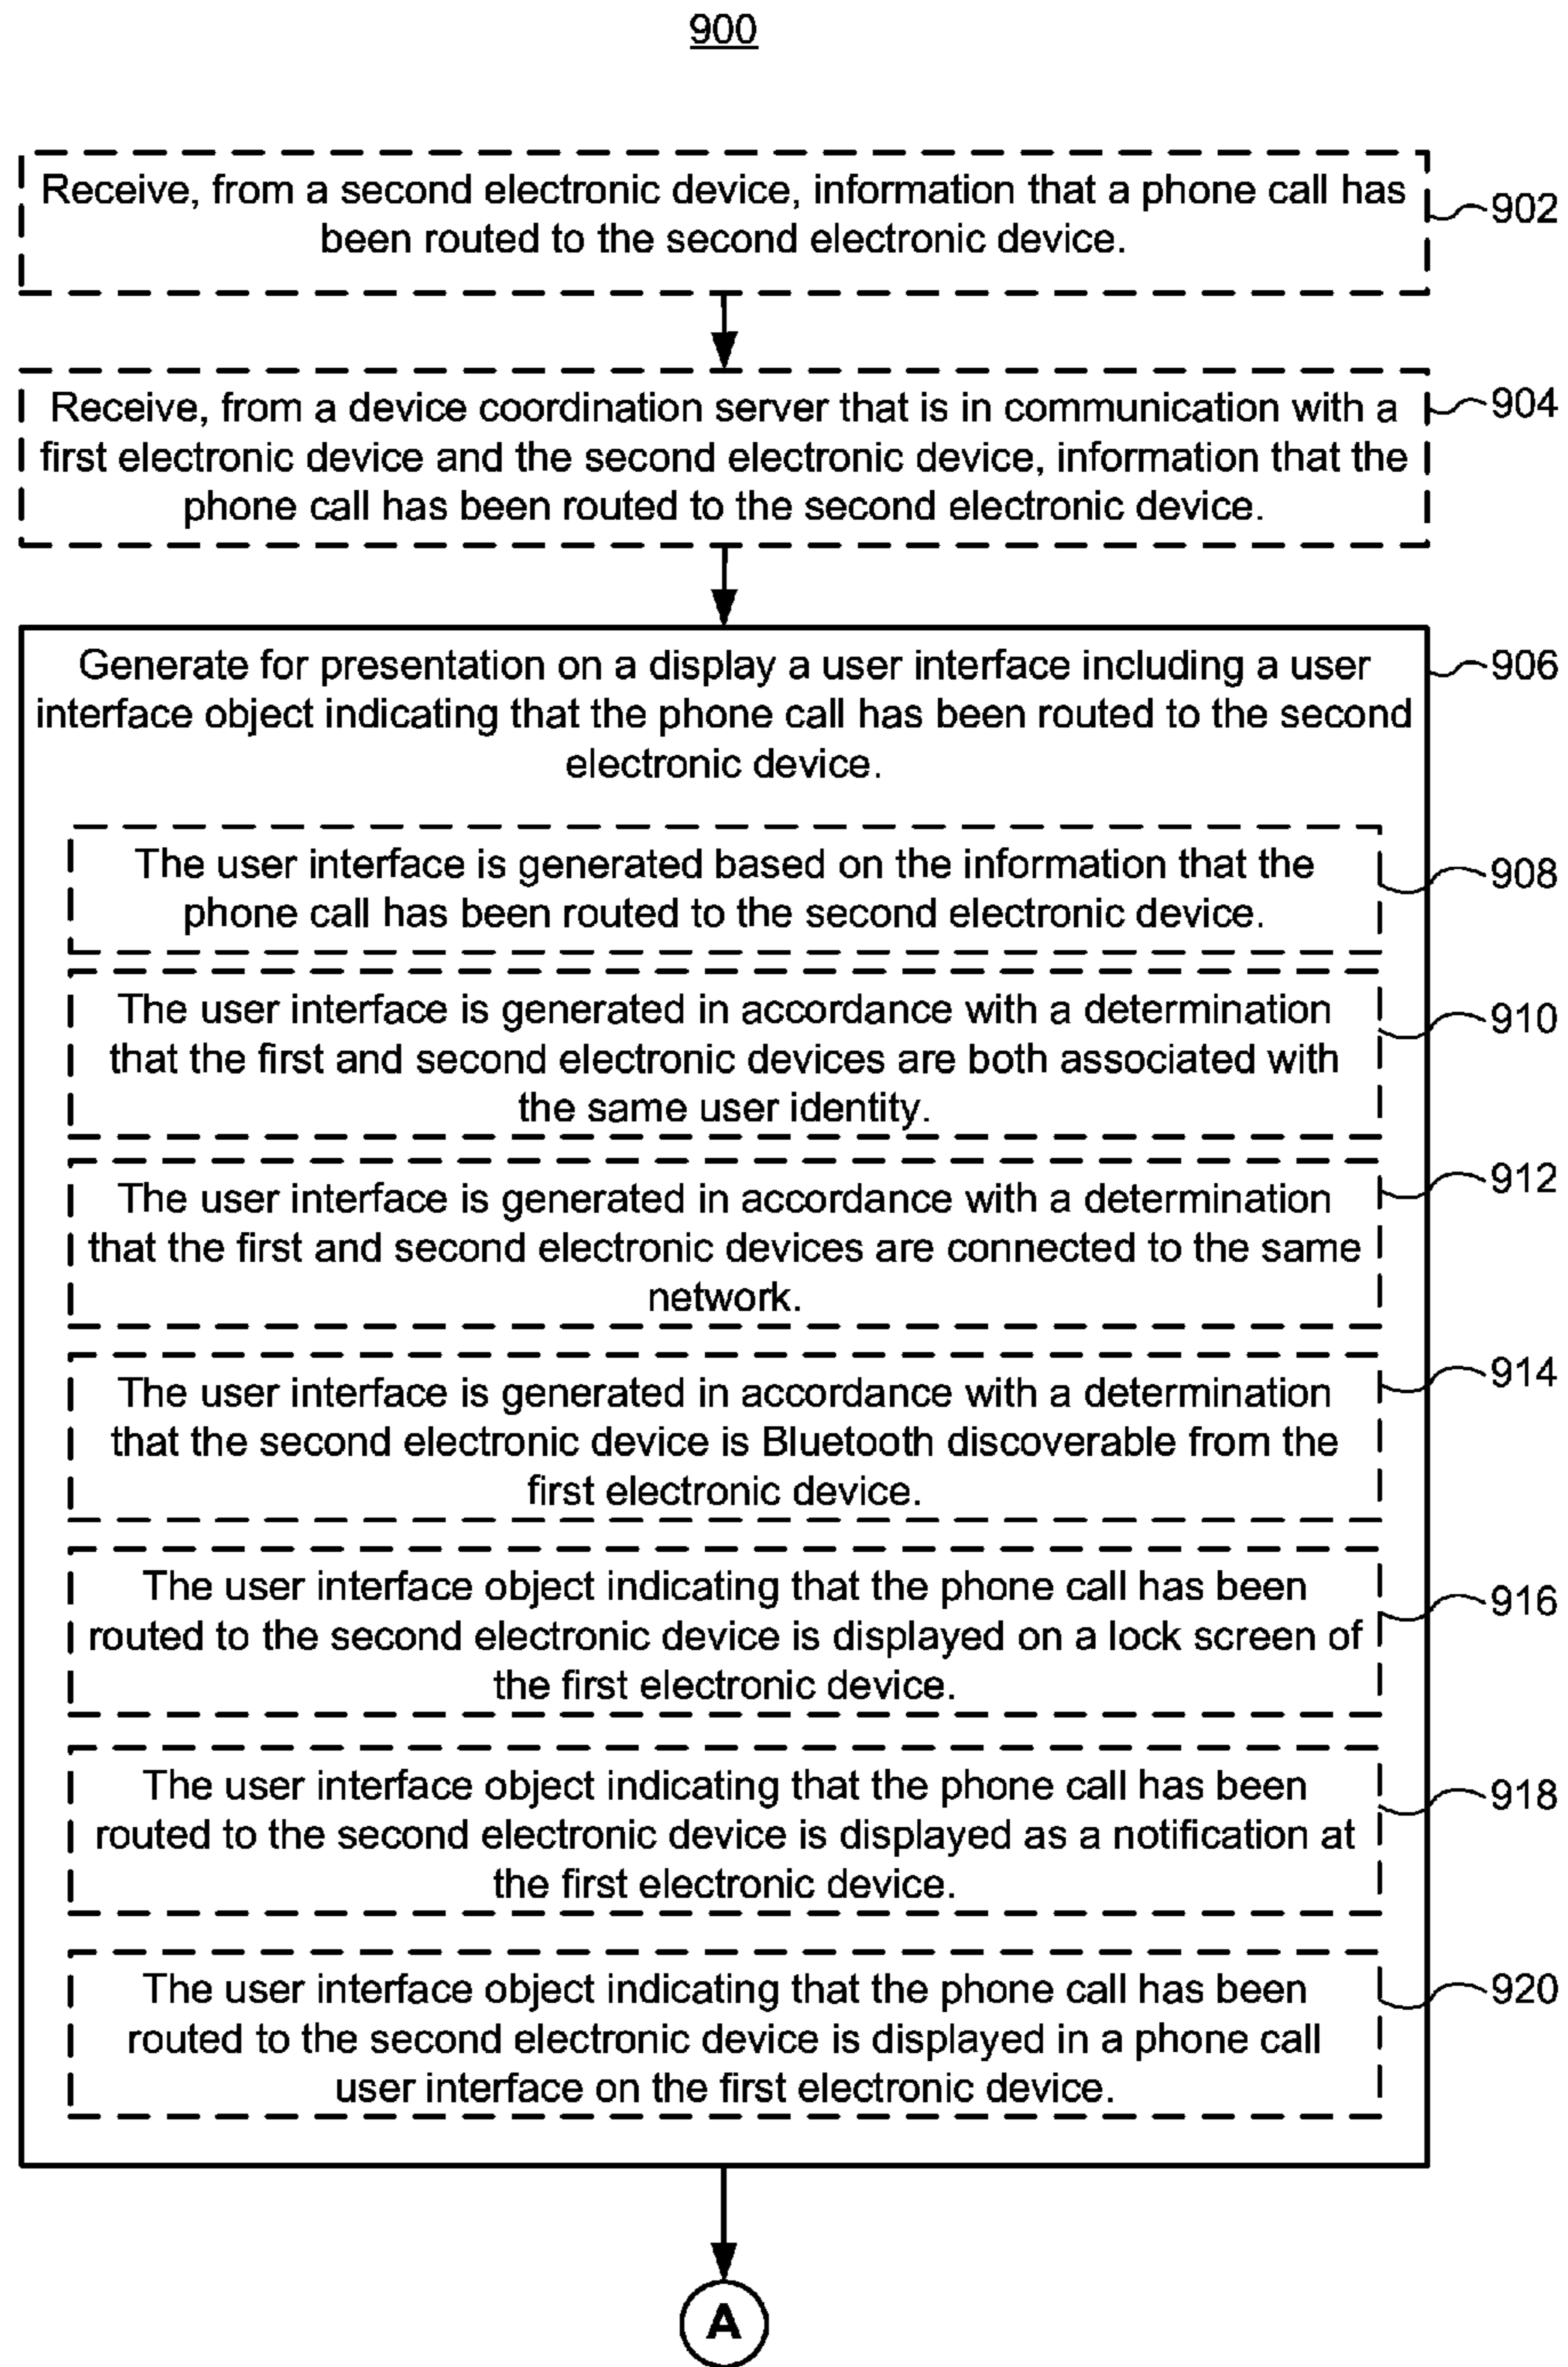 900
Receive, from a second electronic device, information that a phone call has
been routed to the second electronic device.
902
Receive, from a device coordination server that is in communication with a
first electronic device and the second electronic device, information that the
phone call has been routed to the second electronic device.
904
Generate for presentation on a display a user interface including a user
interface object indicating that the phone call has been routed to the second
electronic device.
906
The user interface is generated based on the information that the
phone call has been routed to the second electronic device.
908
The user interface is generated in accordance with a determination
that the first and second electronic devices are both associated with
the same user identity.
910
The user interface is generated in accordance with a determination
that the first and second electronic devices are connected to the same
network.
912
The user interface is generated in accordance with a determination
that the second electronic device is Bluetooth discoverable from the
first electronic device.
914
The user interface object indicating that the phone call has been
routed to the second electronic device is displayed on a lock screen of
the first electronic device.
916
The user interface object indicating that the phone call has been
routed to the second electronic device is displayed as a notification at
the first electronic device.
918
The user interface object indicating that the phone call has been
routed to the second electronic device is displayed in a phone call
user interface on the first electronic device.
920
A